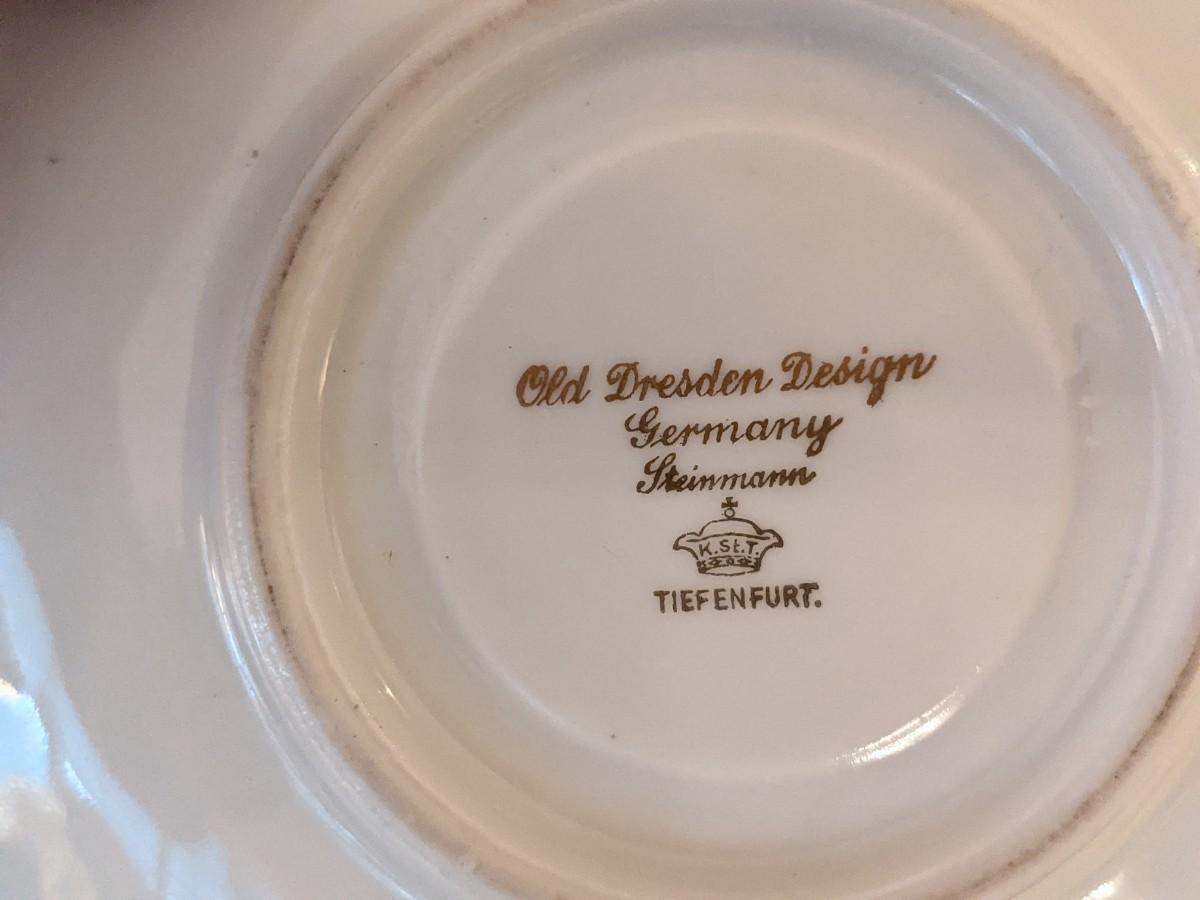 Old Dresden Design
Germany
Steinmann
K.St.T.
TIEFENFURT.